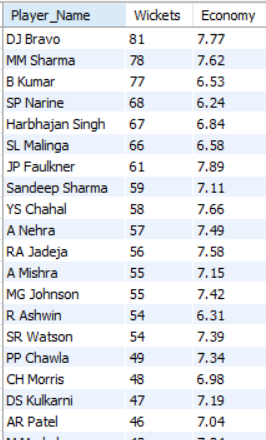 Player_Name Wickets Economy
DJ Bravo 81 7.77
MM Sharma 78 7.62
B Kumar 77 6.53
SP Narine 68 6.24
Harbhajan Singh 67 6.84
SL Malinga 66 6.58
JP Faulkner 61 7.89
Sandeep Sharma 59 7.11
YS Chahal 58 7.66
A Nehra 57 7.49
RA Jadeja 56 7.58
A Mishra 55 7.15
MG Johnson 55 7.42
R Ashwin 54 6.31
SR Watson 54 7.39
PP Chawla 49 7.34
CH Morris 48 6.98
DS Kulkarni 47 7.19
AR Patel 46 7.04